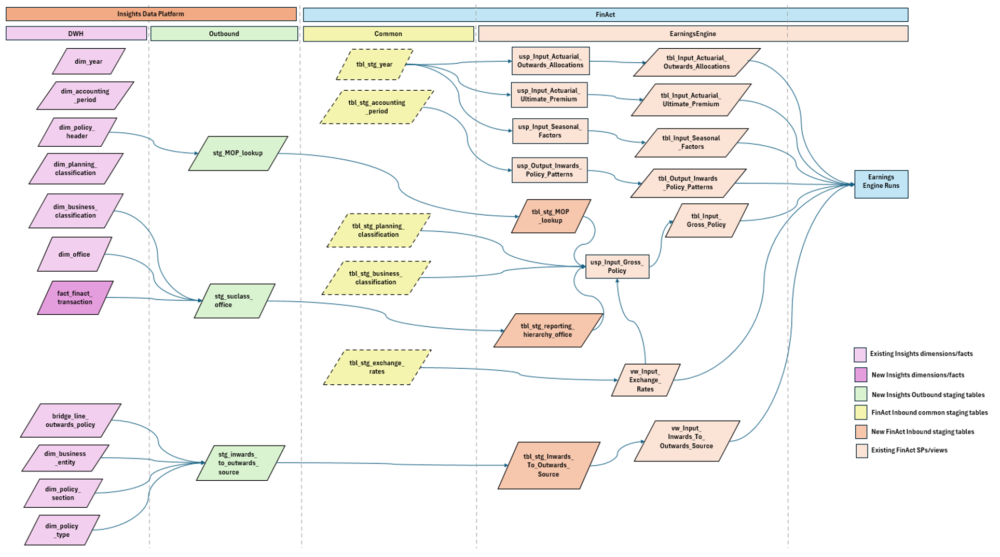 Insights Data Platform
FinAct
DWH
Outbound
Common
EarningsEngine
dim_year
dim_accounting
_period
dim_policy_
header
dim_planning_
classification
dim_business_
classification
dim_office
fact_finact_
transaction
bridge_line_
outwards_policy
dim_business
_entity
dim_policy_
section
dim_policy
_type
stg_MOP_lookup
stg_suclass_
office
stg_inwards_
to_outwards_
source
tbl_stg_year
tbl_stg_accounting
_period
tbl_stg_planning_
classification
tbl_stg_business_
classification
tbl_stg_exchange_
rates
usp_Input_Actuarial_
Outwards_Allocations
usp_Input_Actuarial_
Ultimate_Premium
usp_Input_Seasonal_
Factors
usp_Output_Inwards_
Policy_Patterns
tbl_stg_MOP
_lookup
usp_Input_Gross_
Policy
tbl_stg_reporting_
hierarchy_office
vw_Input_
Exchange_
Rates
tbl_stg_Inwards_
To_Outwards_
Source
tbl_Input_Actuarial_
Outwards_Allocations
tbl_Input_Actuarial_
Ultimate_Premium
tbl_Input_Seasonal
_Factors
tbl_Output_Inwards
_Policy_Patterns
tbl_Input_
Gross_Policy
vw_Input_
Inwards_To_
Outwards_Source
Earnings
Engine Runs
Existing Insights dimensions/facts
New Insights dimensions/facts
New Insights Outbound staging tables
FinAct Inbound common staging tables
New FinAct Inbound staging tables
Existing FinAct SPs/views